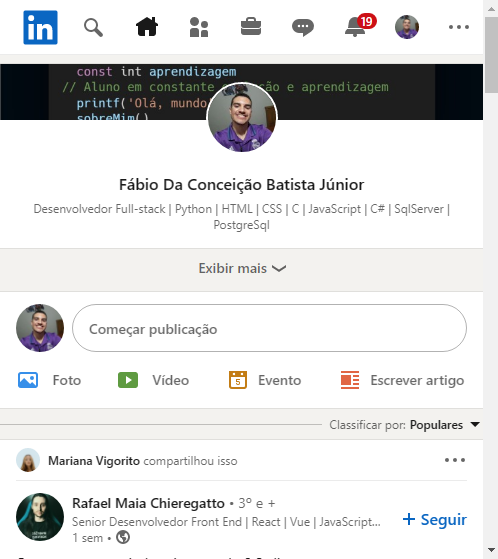 in
19
const int aprendizagem
// Aluno em constante
ão e aprendizagem
printf('Olá, mundo
sobreMim()
Fábio Da Conceição Batista Júnior
Desenvolvedor Full-stack | Python | HTML | CSS | C | JavaScript | C# | SqlServer |
PostgreSql
Exibir mais
Começar publicação
Foto
Vídeo
5
Evento
Escrever artigo
Classificar por: Populares
Mariana Vigorito compartilhou isso
Rafael Maia Chieregatto • 3º e +
Senior Desenvolvedor Front End | React | Vue | JavaScript...
1 sem •
+ Seguir